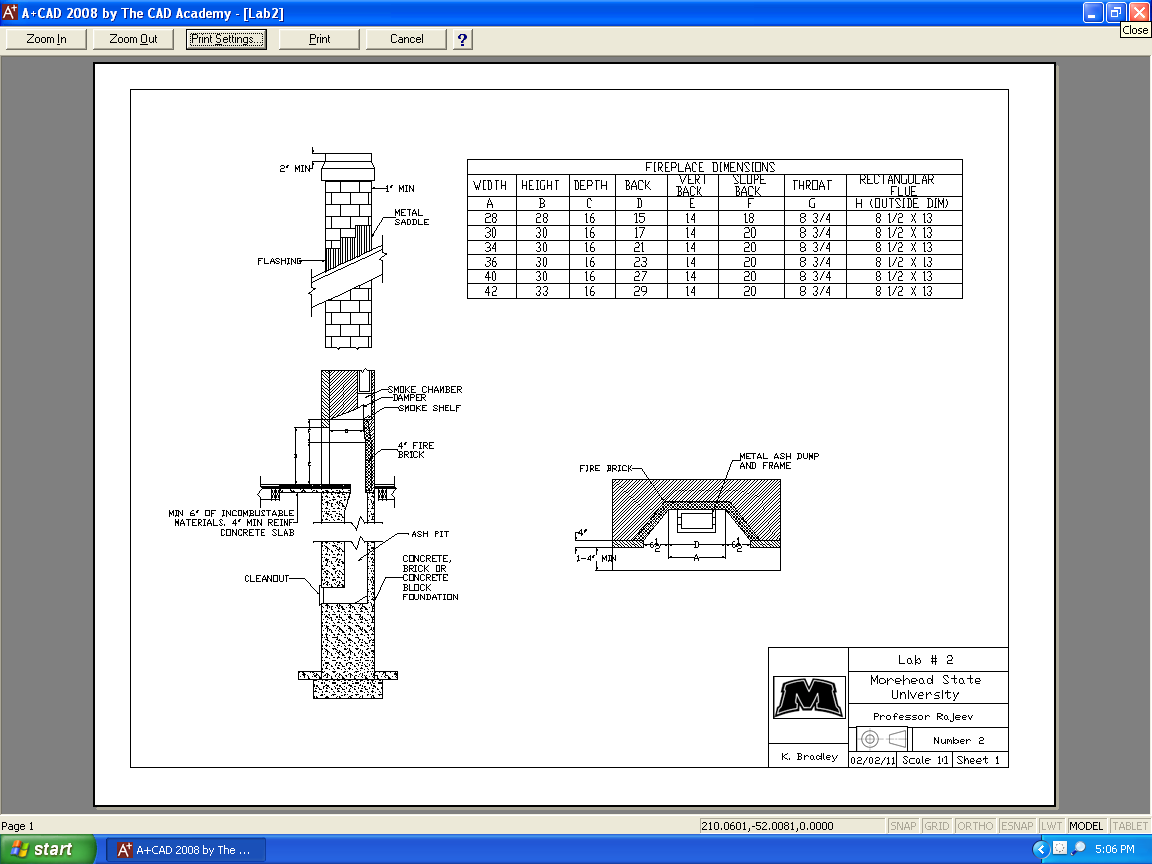 A+CAD 2008 by The CAD Academy - [Lab2]
Close
Zoom In Zoom Out Print Settings... Print Cancel ?
2" MIN
1" MIN
METAL
SADDLE
FLASHING
FIREPLACE DIMENSIONS
WIDTH HEIGHT DEPTH BACK VERT BACK SLOPE BACK THROAT RECTANGULAR FLUE
A B C D E F G H (OUTSIDE DIM)
28 28 16 15 14 18 8 3/4 8 1/2 X 13
30 30 16 17 14 20 8 3/4 8 1/2 X 13
34 30 16 21 14 20 8 3/4 8 1/2 X 13
36 30 16 23 14 20 8 3/4 8 1/2 X 13
40 30 16 27 14 20 8 3/4 8 1/2 X 13
42 33 16 29 14 20 8 3/4 8 1/2 X 13
SMOKE CHAMBER
DAMPER
SMOKE SHELF
4" FIRE
BRICK
MIN 6" OF INCOMBUSTABLE
MATERIALS. 4" MIN REINF
CONCRETE SLAB
ASH PIT
CONCRETE,
BRICK OR
CONCRETE
BLOCK
FOUNDATION
CLEANOUT
FIRE BRICK
METAL ASH DUMP
AND FRAME
4"
6 1/2 D 6 1/2
1-4" MIN
A
Lab # 2
Morehead State
University
Professor Rajeev
Number 2
K. Bradley
02/02/11 Scale 1:1 Sheet 1
Page 1
210.0601,-52.0081,0.0000
SNAP GRID ORTHO ESNAP LWT MODEL TABLET
start
A+CAD 2008 by The ...
5:06 PM